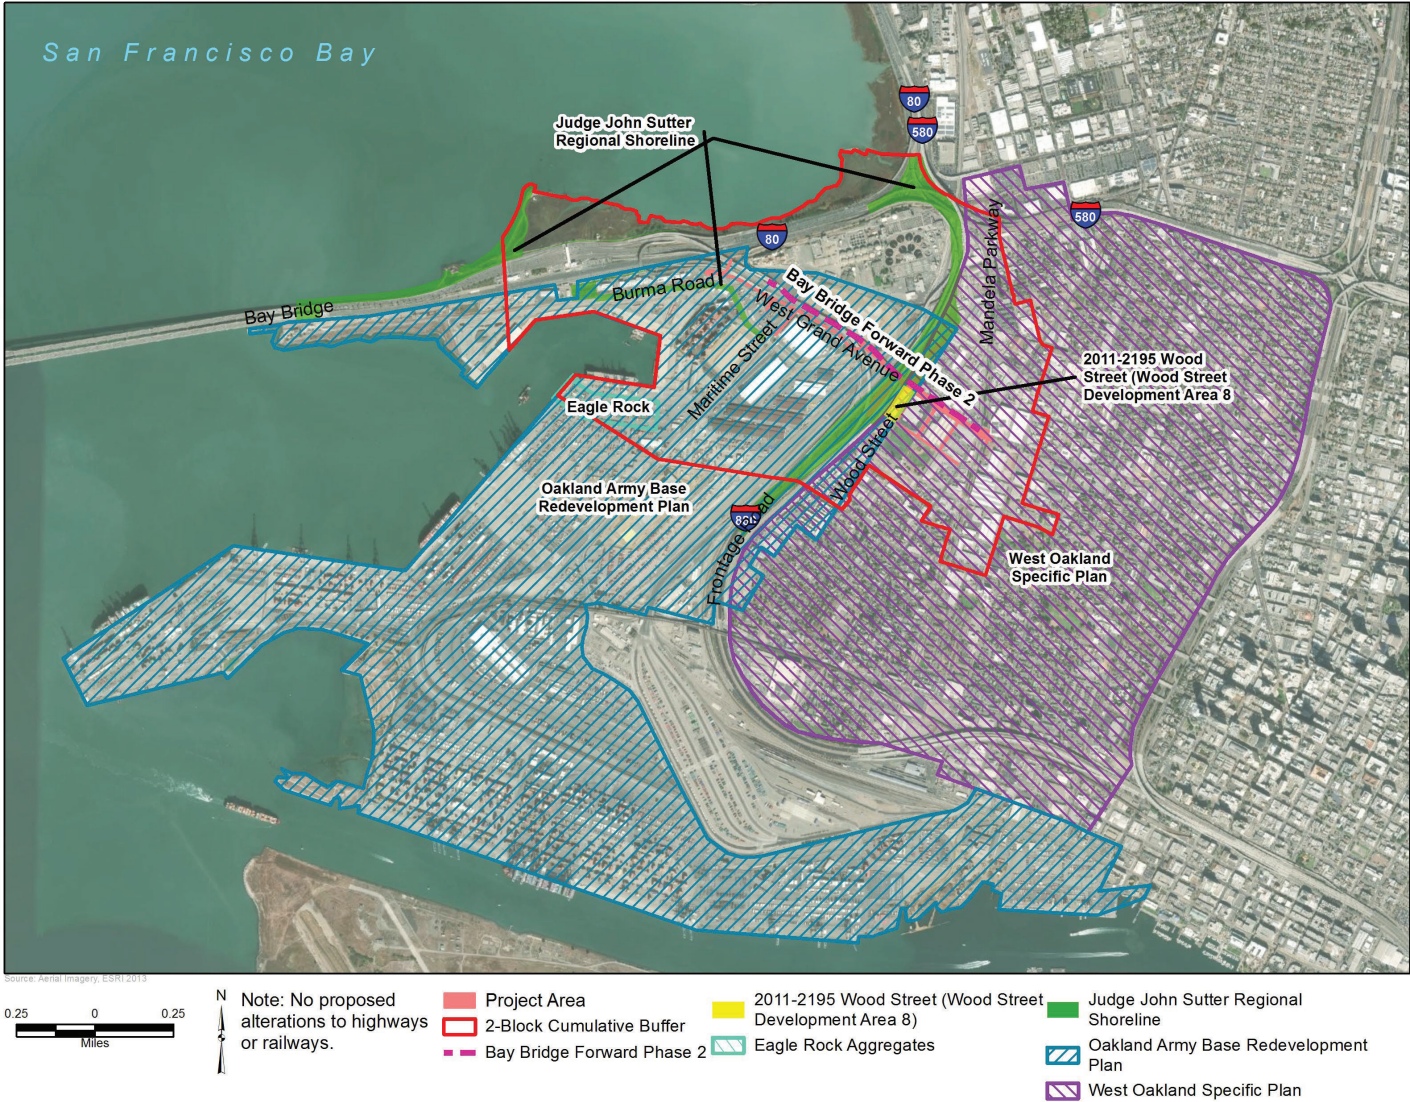 San Francisco Bay
80
580
Judge John Sutter
Regional Shoreline
580
80
Mandela Parkway
Burma Road
Bay Bridge
Bay Bridge Forward Phase 2
West Grand Avenue
Maritime Street
2011-2195 Wood
Street (Wood Street
Development Area 8
Eagle Rock
Wood Street
Oakland Army Base
Redevelopment Plan
880
Frontage Road
West Oakland
Specific Plan
Source: Aerial Imagery, ESRI 2013
0.25 0 0.25
Miles
N
Note: No proposed
alterations to highways
or railways.
Project Area
2-Block Cumulative Buffer
Bay Bridge Forward Phase 2
2011-2195 Wood Street (Wood Street
Development Area 8)
Eagle Rock Aggregates
Judge John Sutter Regional
Shoreline
Oakland Army Base Redevelopment
Plan
West Oakland Specific Plan